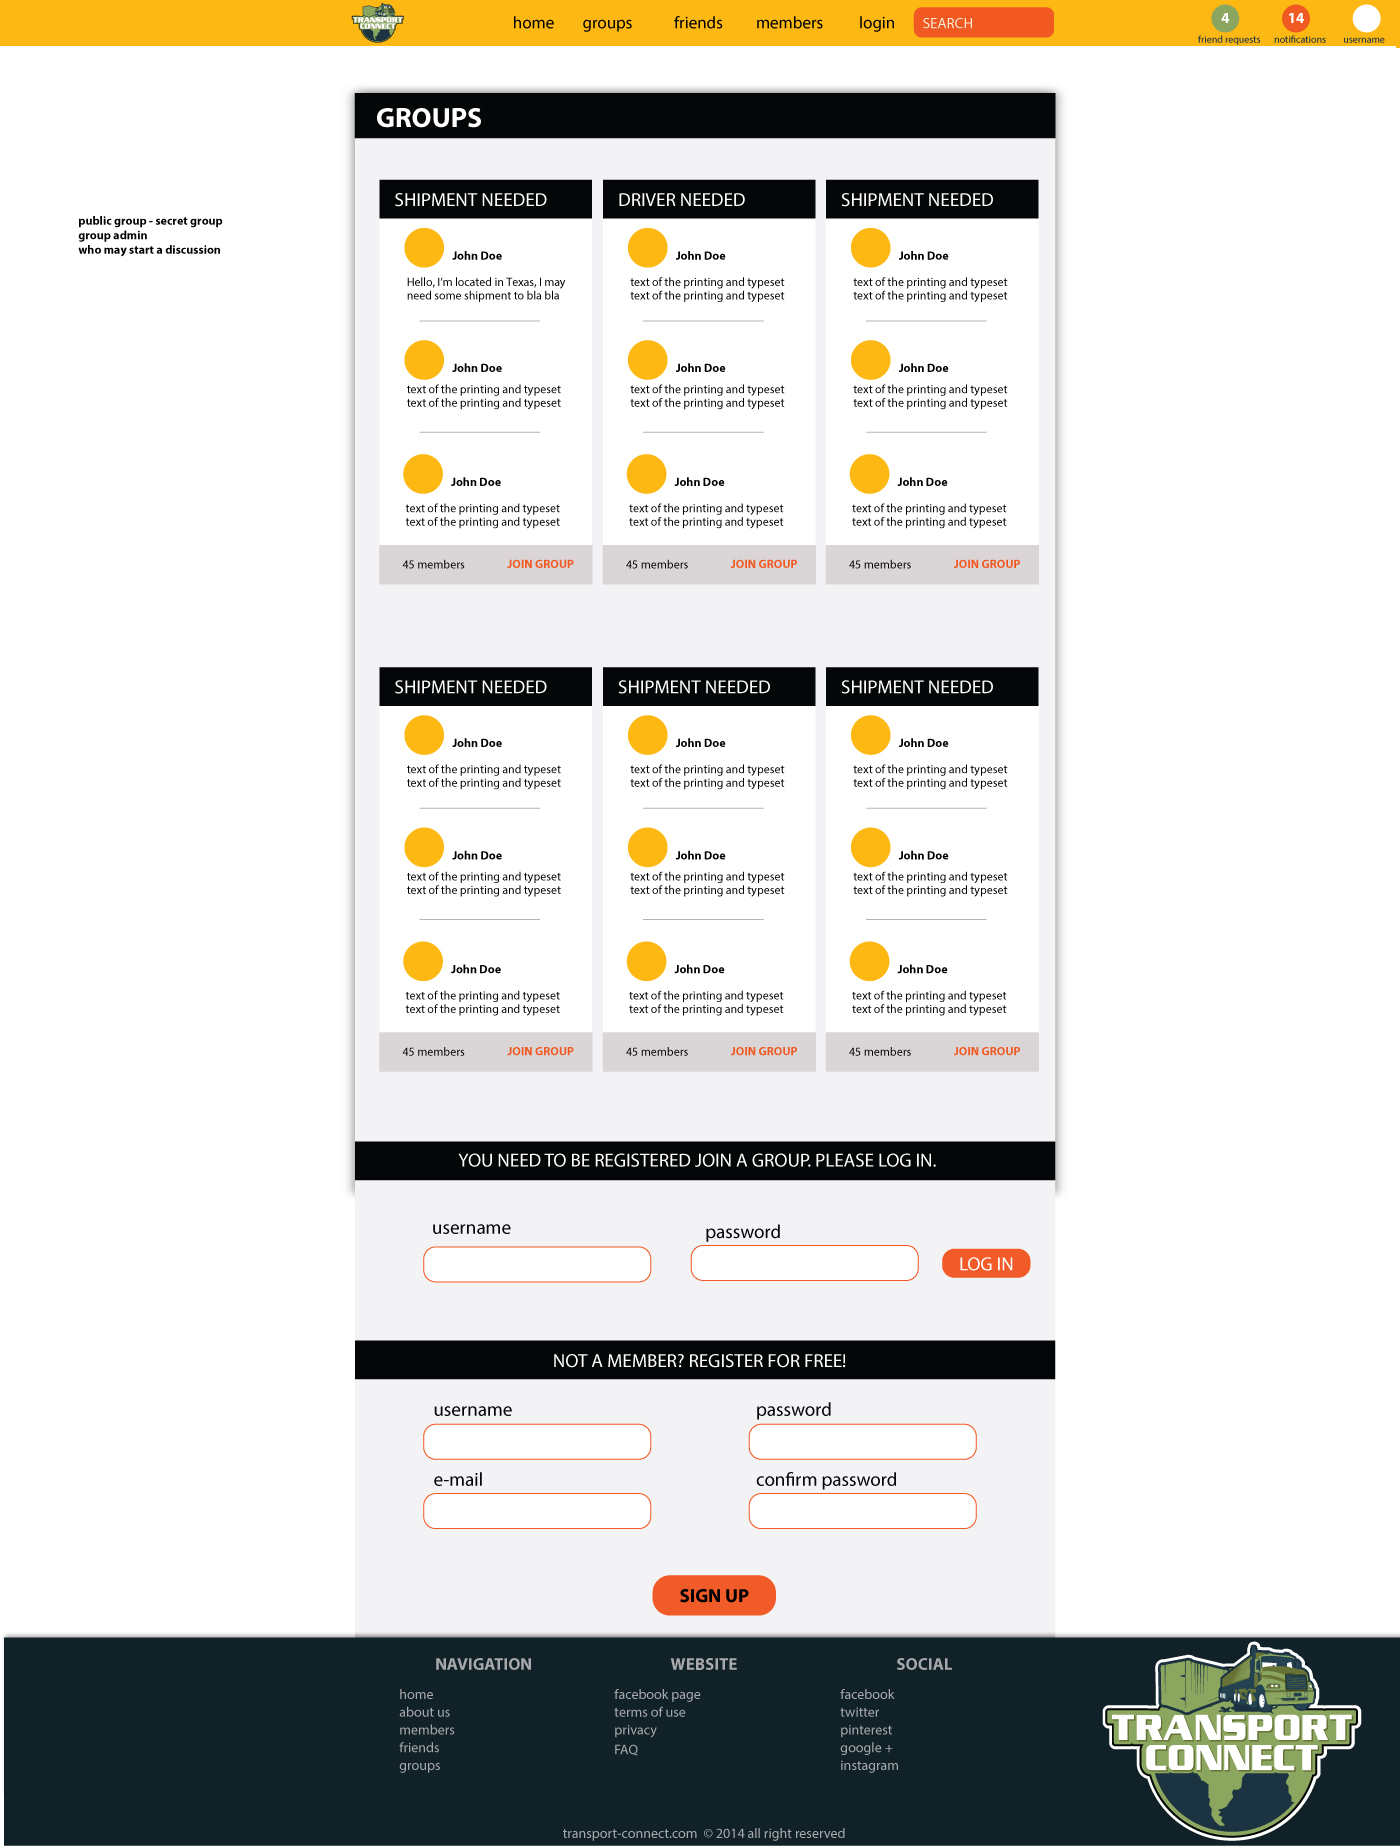 TRANSPORT
CONNECT
home groups friends members login SEARCH
4 14
friend requests notifications username
GROUPS
public group - secret group
group admin
who may start a discussion
SHIPMENT NEEDED
John Doe
Hello, I'm located in Texas, I may
need some shipment to bla bla
John Doe
text of the printing and typeset
text of the printing and typeset
John Doe
text of the printing and typeset
text of the printing and typeset
45 members JOIN GROUP
DRIVER NEEDED
John Doe
text of the printing and typeset
text of the printing and typeset
John Doe
text of the printing and typeset
text of the printing and typeset
John Doe
text of the printing and typeset
text of the printing and typeset
45 members JOIN GROUP
SHIPMENT NEEDED
John Doe
text of the printing and typeset
text of the printing and typeset
John Doe
text of the printing and typeset
text of the printing and typeset
John Doe
text of the printing and typeset
text of the printing and typeset
45 members JOIN GROUP
SHIPMENT NEEDED
John Doe
text of the printing and typeset
text of the printing and typeset
John Doe
text of the printing and typeset
text of the printing and typeset
John Doe
text of the printing and typeset
text of the printing and typeset
45 members JOIN GROUP
SHIPMENT NEEDED
John Doe
text of the printing and typeset
text of the printing and typeset
John Doe
text of the printing and typeset
text of the printing and typeset
John Doe
text of the printing and typeset
text of the printing and typeset
45 members JOIN GROUP
SHIPMENT NEEDED
John Doe
text of the printing and typeset
text of the printing and typeset
John Doe
text of the printing and typeset
text of the printing and typeset
John Doe
text of the printing and typeset
text of the printing and typeset
45 members JOIN GROUP
YOU NEED TO BE REGISTERED JOIN A GROUP. PLEASE LOG IN.
username password
LOG IN
NOT A MEMBER? REGISTER FOR FREE!
username password
e-mail confirm password
SIGN UP
NAVIGATION
home
about us
members
friends
groups
WEBSITE
facebook page
terms of use
privacy
FAQ
SOCIAL
facebook
twitter
pinterest
google +
instagram
TRANSPORT
CONNECT
transport-connect.com © 2014 all right reserved